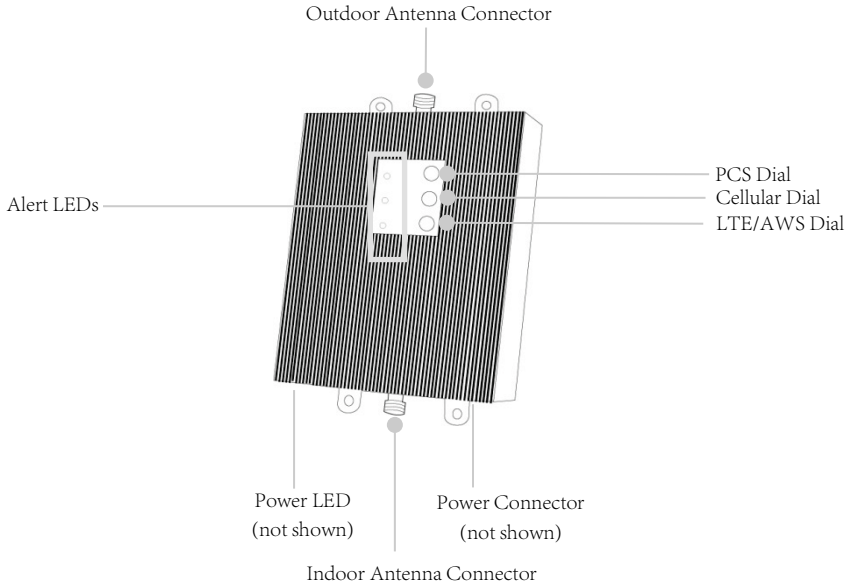 Outdoor Antenna Connector
PCS Dial
Cellular Dial
Alert LEDs
LTE/AWS Dial
Power LED
(not shown)
Power Connector
(not shown)
Indoor Antenna Connector